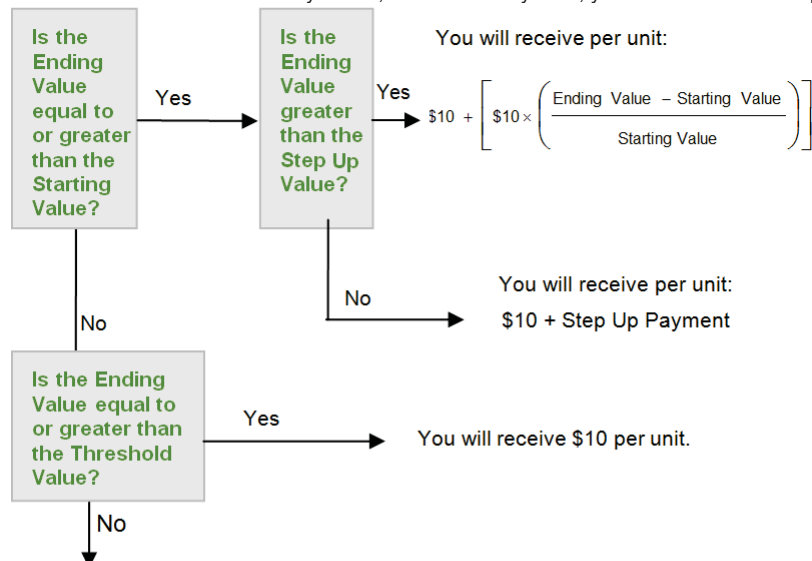 Is the
Ending
Value
equal to
or greater
than the
Starting
Value?
Yes
Is the
Ending
Value
greater
than the
Step Up
Value?
Yes
You will receive per unit:
$10 + [ $10 × ( Ending Value − Starting Value
Starting Value ) ]
No
You will receive per unit:
$10 + Step Up Payment
No
Is the Ending
Value equal to
or greater than
the Threshold
Value?
Yes
You will receive $10 per unit.
No